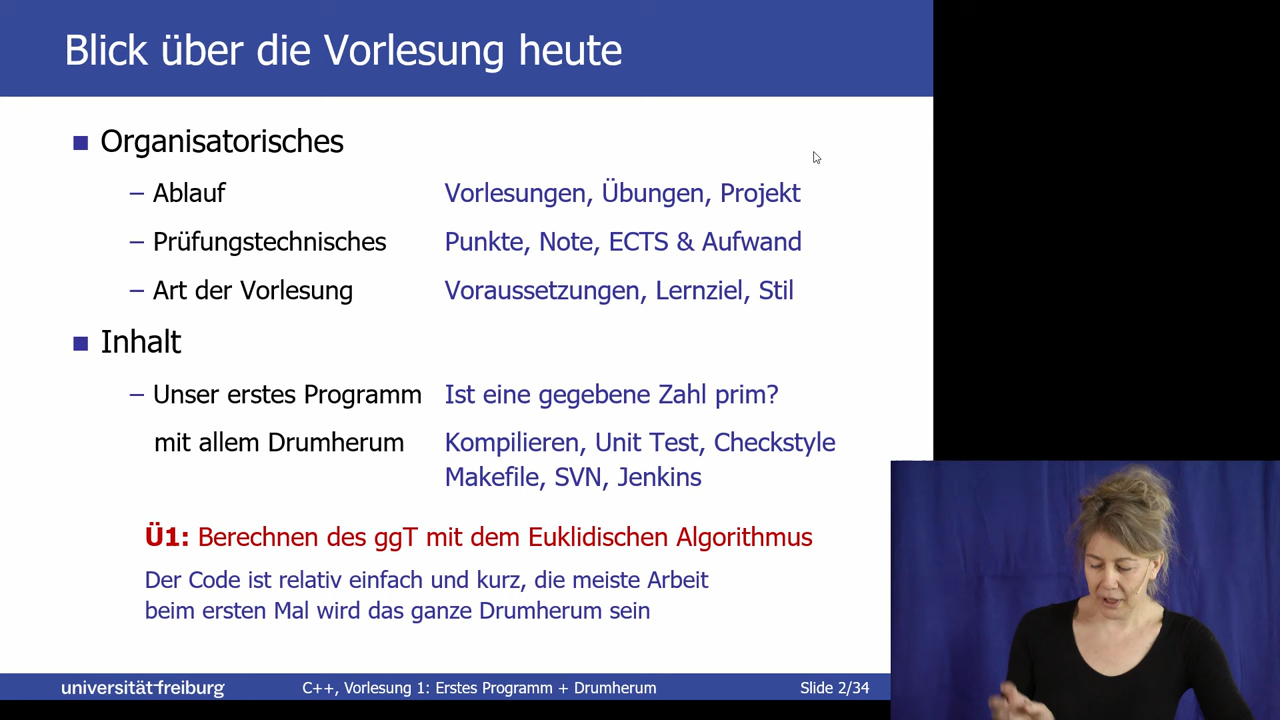 Blick über die Vorlesung heute
Organisatorisches
– Ablauf Vorlesungen, Übungen, Projekt
– Prüfungstechnisches Punkte, Note, ECTS & Aufwand
– Art der Vorlesung Voraussetzungen, Lernziel, Stil
Inhalt
– Unser erstes Programm Ist eine gegebene Zahl prim?
mit allem Drumherum Kompilieren, Unit Test, Checkstyle
Makefile, SVN, Jenkins
Ü1: Berechnen des ggT mit dem Euklidischen Algorithmus
Der Code ist relativ einfach und kurz, die meiste Arbeit
beim ersten Mal wird das ganze Drumherum sein
universität freiburg C++, Vorlesung 1: Erstes Programm + Drumherum Slide 2/34